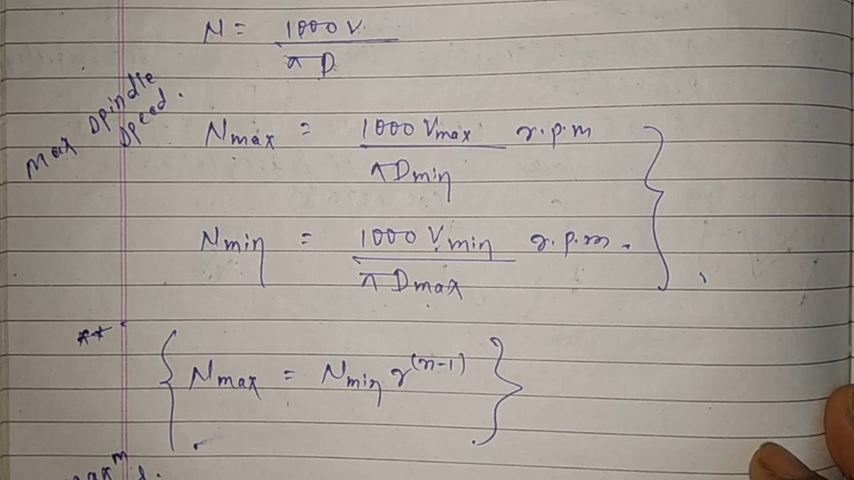 N = 1000 V / π D
Max Spindle
Speed.
Nmax = 1000 Vmax / π Dmin r.p.m
Nmin = 1000 Vmin / π Dmax r.p.m.
** { Nmax = Nmin r^(n-1) }